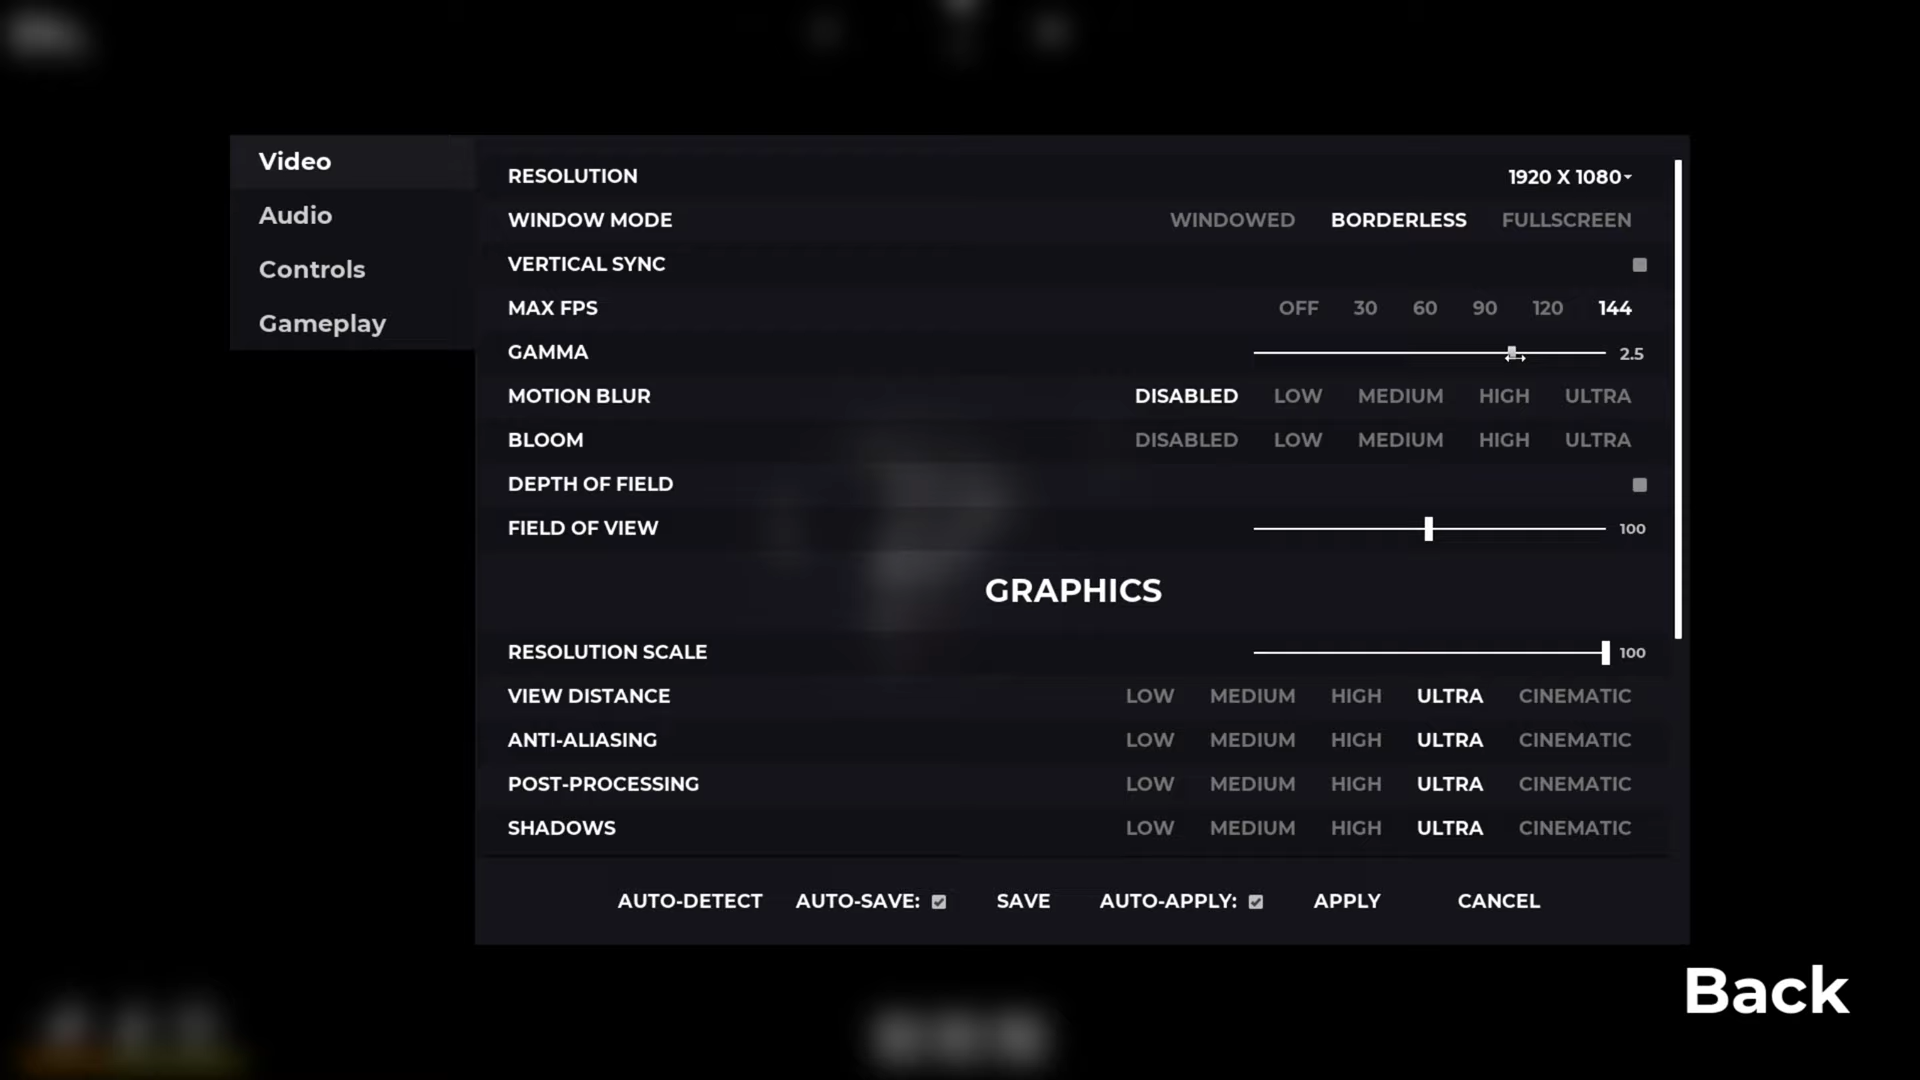 Video
Audio
Controls
Gameplay
RESOLUTION 1920 X 1080
WINDOW MODE WINDOWED BORDERLESS FULLSCREEN
VERTICAL SYNC
MAX FPS OFF 30 60 90 120 144
GAMMA 2.5
MOTION BLUR DISABLED LOW MEDIUM HIGH ULTRA
BLOOM DISABLED LOW MEDIUM HIGH ULTRA
DEPTH OF FIELD
FIELD OF VIEW 100
GRAPHICS
RESOLUTION SCALE 100
VIEW DISTANCE LOW MEDIUM HIGH ULTRA CINEMATIC
ANTI-ALIASING LOW MEDIUM HIGH ULTRA CINEMATIC
POST-PROCESSING LOW MEDIUM HIGH ULTRA CINEMATIC
SHADOWS LOW MEDIUM HIGH ULTRA CINEMATIC
AUTO-DETECT AUTO-SAVE: SAVE AUTO-APPLY: APPLY CANCEL
Back